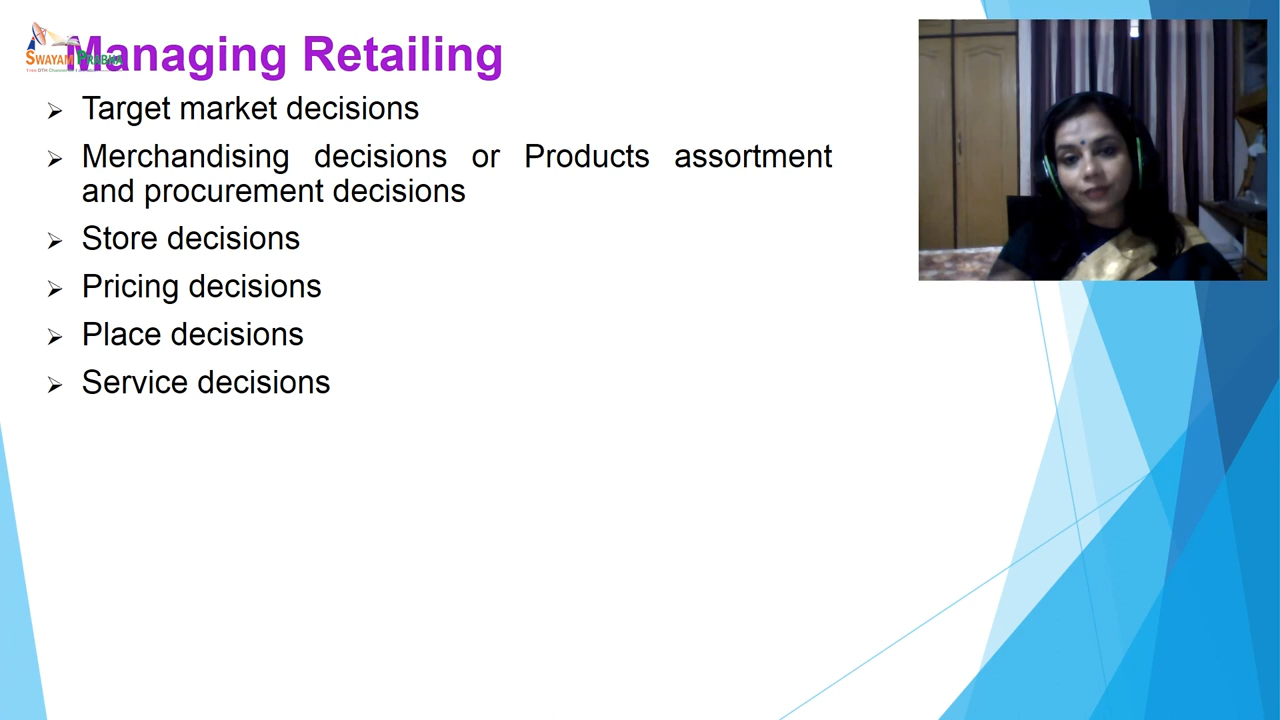 Managing Retailing
SWAYAM PRABHA
Target market decisions
Merchandising decisions or Products assortment
and procurement decisions
Store decisions
Pricing decisions
Place decisions
Service decisions